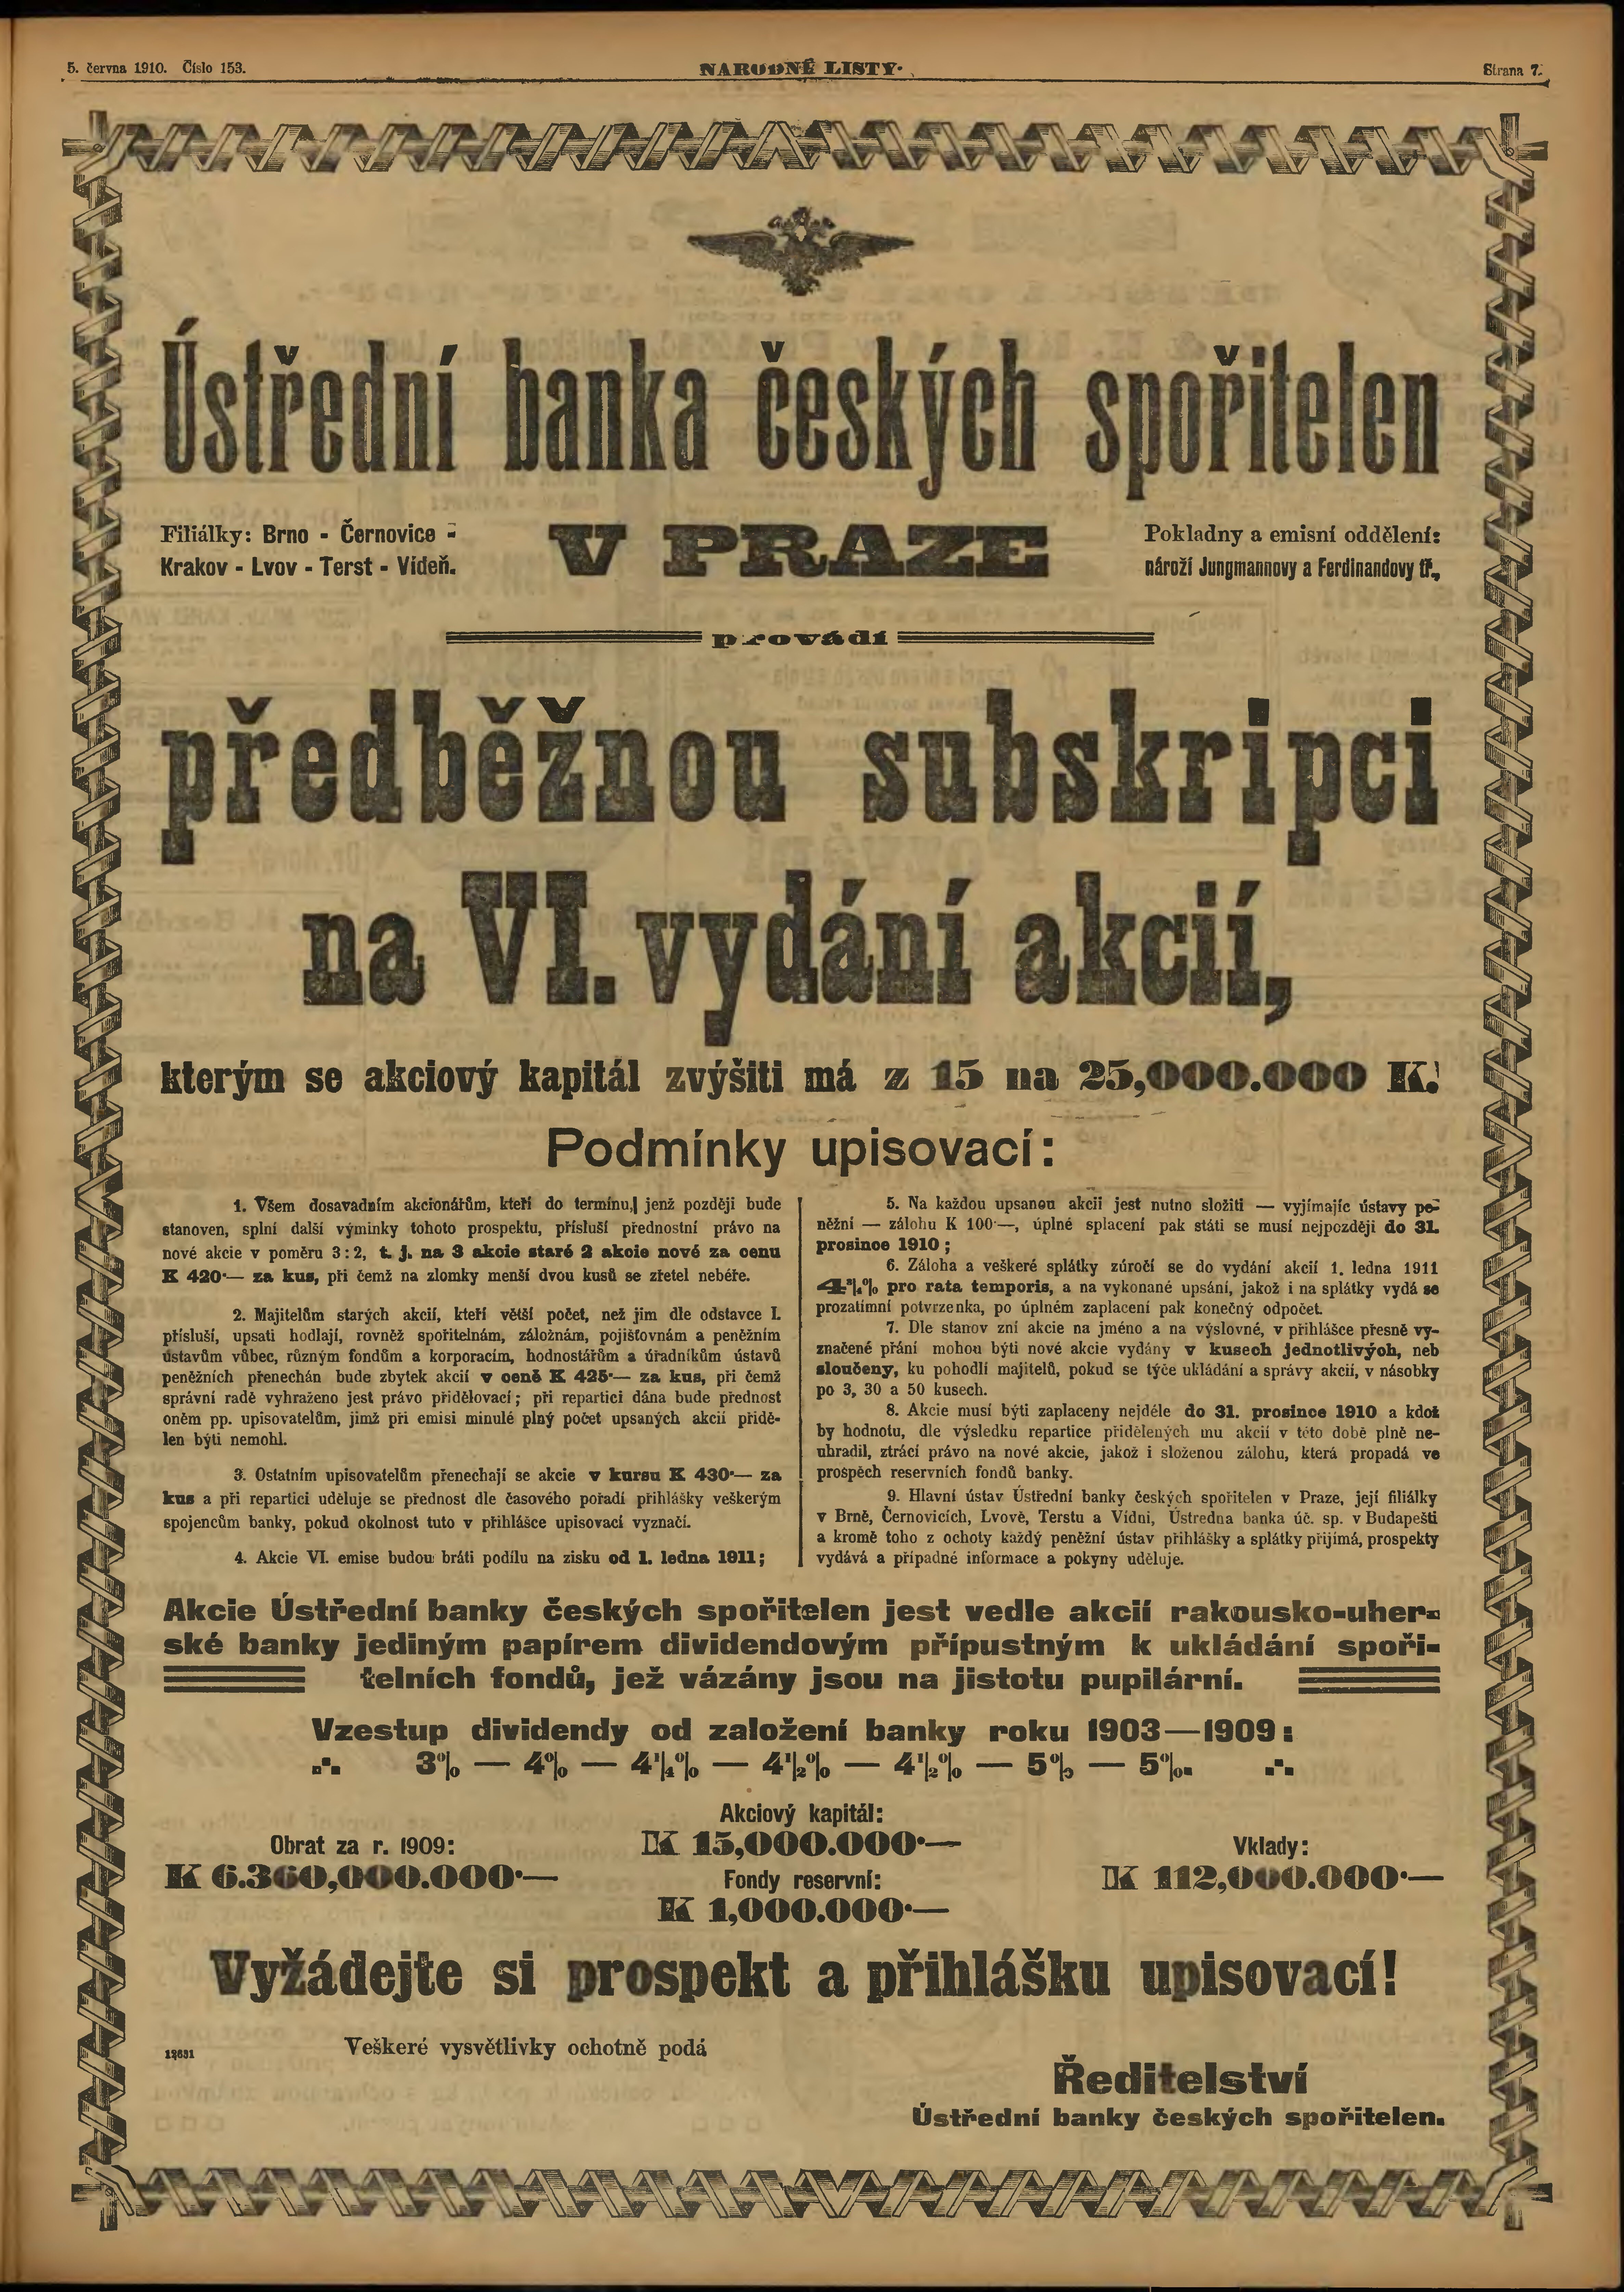 5. června 1910. Číslo 153.
NÁRODNÍ LISTY.
Strana 7.
Ústřední banka českých spořitelen
Filiálky: Brno - Černovice -
Krakov - Lvov - Terst - Vídeň.
V PRAZE
Pokladny a emisní oddělení:
nároží Jungmannovy a Ferdinandovy tř.,
provádí
předběžnou subskripci
na VI. vydání akcií,
kterým se akciový kapitál zvýšiti má z 15 na 25,000.000 K.
Podmínky upisovací:
1. Všem dosavadním akcionářům, kteří do termínu, jenž později bude
stanoven, splní další výminky tohoto prospektu, přísluší přednostní právo na
nové akcie v poměru 3:2, t. j. na 3 akcie staré 2 akcie nové za cenu
K 420·— za kus, při čemž na zlomky menší dvou kusů se zřetel nebéře.
2. Majitelům starých akcií, kteří větší počet, než jim dle odstavce I.
přísluší, upsati hodlají, rovněž spořitelnám, záložnám, pojišťovnám a peněžním
ústavům vůbec, různým fondům a korporacím, hodnostářům a úřadníkům ústavů
peněžních přenechán bude zbytek akcií v ceně K 425·— za kus, při čemž
správní radě vyhraženo jest právo přidělovací; při repartici dána bude přednost
oněm pp. upisovatelům, jimž při emisi minulé plný počet upsaných akcií přidě-
len býti nemohl.
3. Ostatním upisovatelům přenechají se akcie v kursu K 430·— za
kus a při repartici uděluje se přednost dle časového pořadí přihlášky veškerým
spojencům banky, pokud okolnost tuto v přihlášce upisovací vyznačí.
4. Akcie VI. emise budou bráti podílu na zisku od 1. ledna 1911;
5. Na každou upsanou akcii jest nutno složiti — vyjímajíc ústavy pe-
něžní — zálohu K 100·—, úplné splacení pak státi se musí nejpozději do 31.
prosince 1910;
6. Záloha a veškeré splátky zúročí se do vydání akcií 1. ledna 1911
4¾% pro rata temporis, a na vykonané upsání, jakož i na splátky vydá se
prozatímní potvrzenka, po úplném zaplacení pak konečný odpočet.
7. Dle stanov zní akcie na jméno a na výslovné, v přihlášce přesně vy-
značené přání mohou býti nové akcie vydány v kusech jednotlivých, neb
sloučeny, ku pohodlí majitelů, pokud se týče ukládání a správy akcií, v násobky
po 3, 30 a 50 kusech.
8. Akcie musí býti zaplaceny nejdéle do 31. prosince 1910 a kdož
by hodnotu, dle výsledku repartice přidělených mu akcií v této době plně ne-
uhradil, ztrácí právo na nové akcie, jakož i složenou zálohu, která propadá ve
prospěch reservních fondů banky.
9. Hlavní ústav Ústřední banky českých spořitelen v Praze, její filiálky
v Brně, Černovicích, Lvově, Terstu a Vídni, Ústredna banka úč. sp. v Budapešti
a kromě toho z ochoty každý peněžní ústav přihlášky a splátky přijímá, prospekty
vydává a případné informace a pokyny uděluje.
Akcie Ústřední banky českých spořitelen jest vedle akcií rakousko-uher-
ské banky jediným papírem dividendovým přípustným k ukládání spoři-
telních fondů, jež vázány jsou na jistotu pupilární.
Vzestup dividendy od založení banky roku 1903—1909:
3% — 4% — 4¼% — 4½% — 4½% — 5% — 5%.
Akciový kapitál:
Obrat za r. 1909:
K 15,000.000·—
Vklady:
K 6.360,000.000·—
Fondy reservní:
K 112,000.000·—
K 1,000.000·—
Vyžádejte si prospekt a přihlášku upisovací!
Veškeré vysvětlivky ochotně podá
Ředitelství
Ústřední banky českých spořitelen.